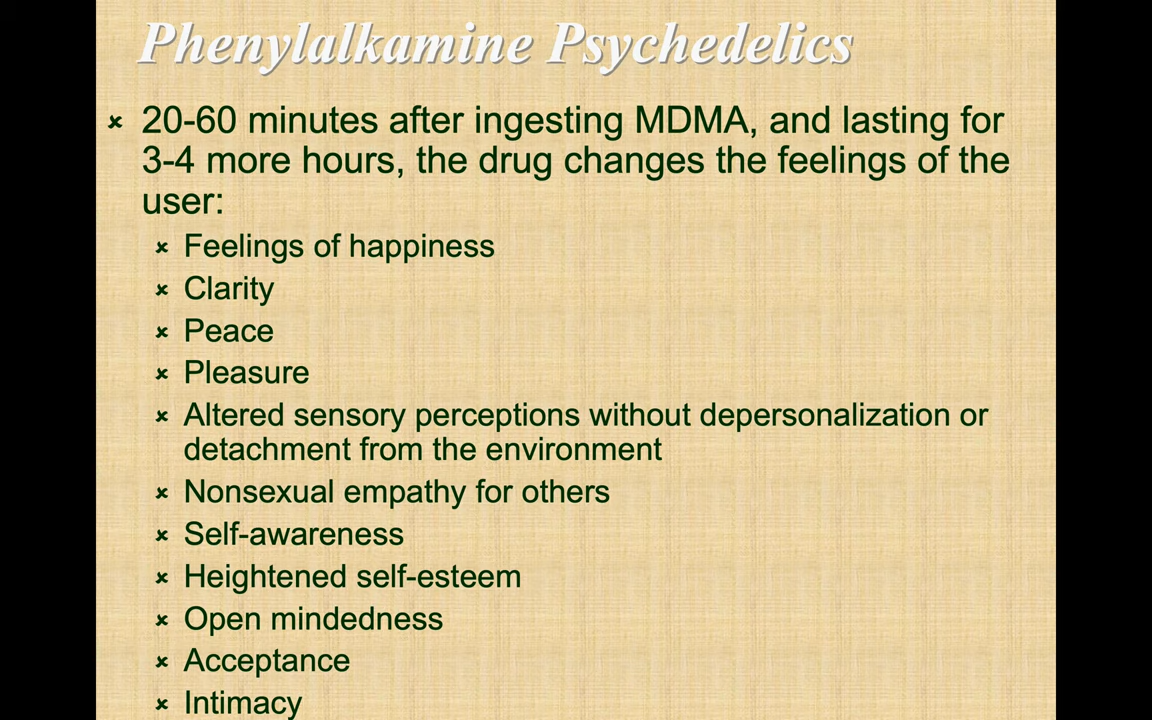 Phenylalkamine Psychedelics
20-60 minutes after ingesting MDMA, and lasting for
3-4 more hours, the drug changes the feelings of the
user:
Feelings of happiness
Clarity
Peace
Pleasure
Altered sensory perceptions without depersonalization or
detachment from the environment
Nonsexual empathy for others
Self-awareness
Heightened self-esteem
Open mindedness
Acceptance
Intimacy